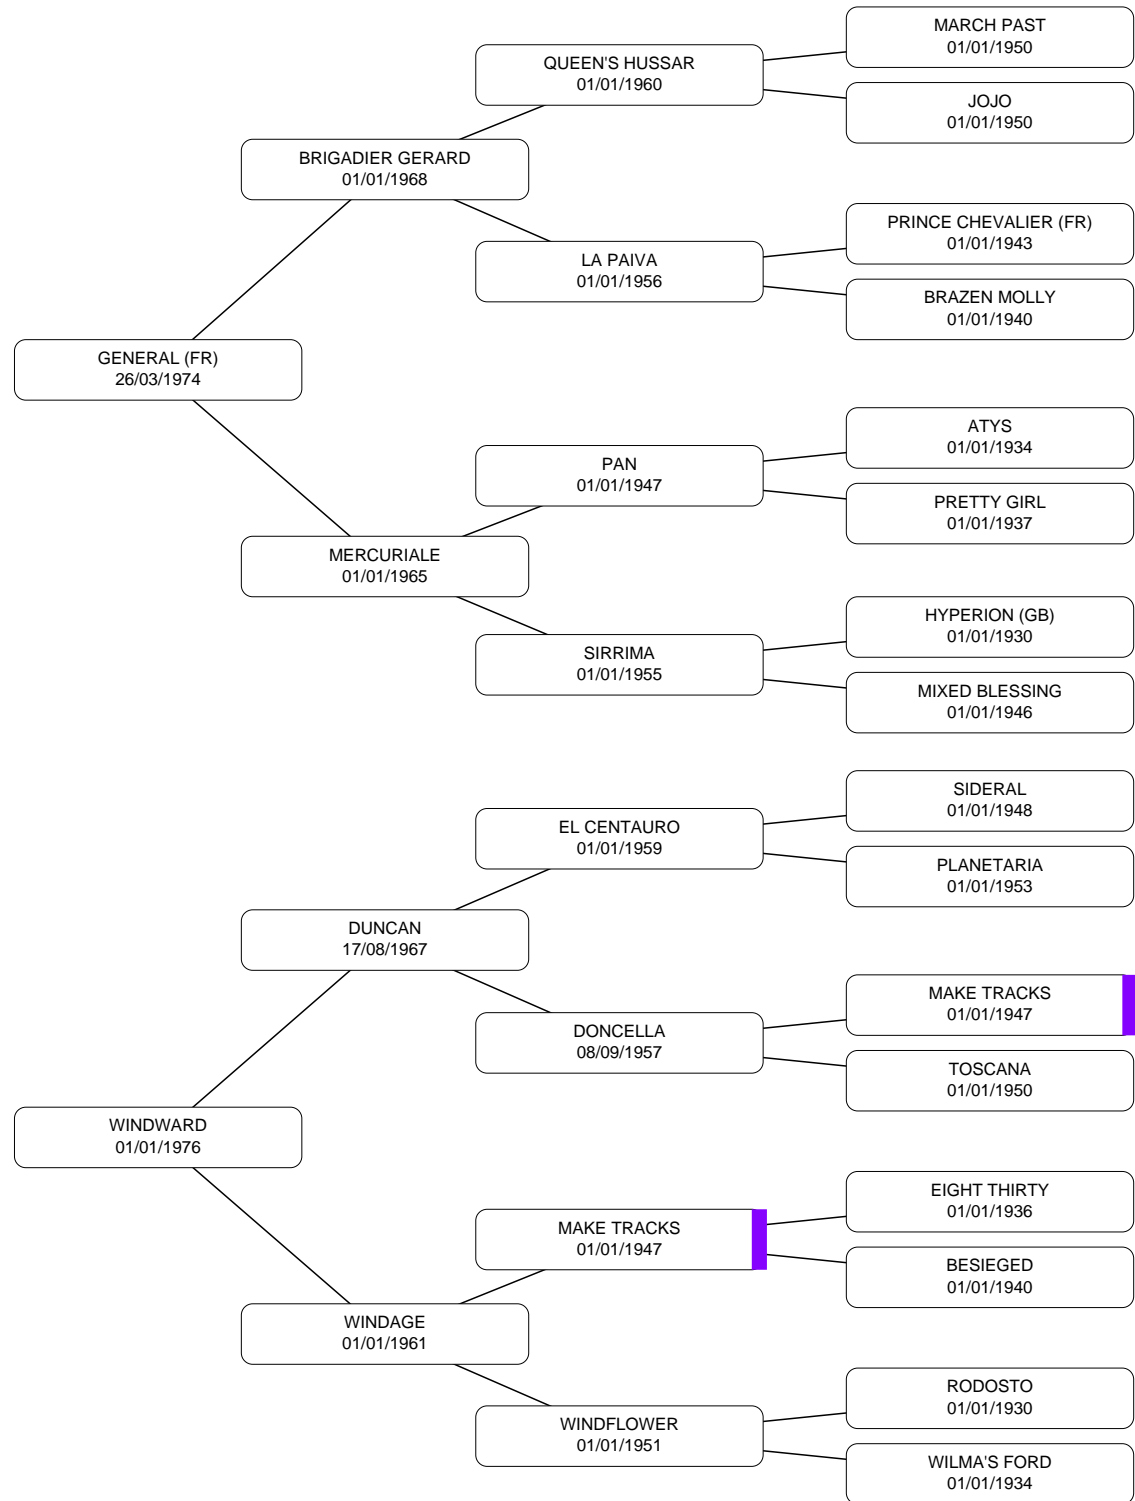 MARCH PAST
01/01/1950
QUEEN'S HUSSAR
01/01/1960
JOJO
01/01/1950
BRIGADIER GERARD
01/01/1968
PRINCE CHEVALIER (FR)
01/01/1943
LA PAIVA
01/01/1956
BRAZEN MOLLY
01/01/1940
GENERAL (FR)
26/03/1974
ATYS
01/01/1934
PAN
01/01/1947
PRETTY GIRL
01/01/1937
MERCURIALE
01/01/1965
HYPERION (GB)
01/01/1930
SIRRIMA
01/01/1955
MIXED BLESSING
01/01/1946
SIDERAL
01/01/1948
EL CENTAURO
01/01/1959
PLANETARIA
01/01/1953
DUNCAN
17/08/1967
MAKE TRACKS
01/01/1947
DONCELLA
08/09/1957
TOSCANA
01/01/1950
WINDWARD
01/01/1976
EIGHT THIRTY
01/01/1936
MAKE TRACKS
01/01/1947
BESIEGED
01/01/1940
WINDAGE
01/01/1961
RODOSTO
01/01/1930
WINDFLOWER
01/01/1951
WILMA'S FORD
01/01/1934